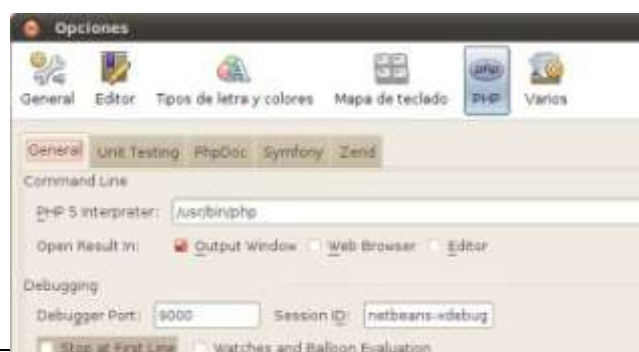 Opciones
General Editor Tipos de letra y colores Mapa de teclado PHP Varios
General Unit Testing PhpDoc Symfony Zend
Command Line
PHP 5 Interpreter: /usr/bin/php
Open Result In: Output Window Web Browser Editor
Debugging
Debugger Port: 9000 Session ID: netbeans-xdebug
Stop at First Line Watches and Balloon Evaluation